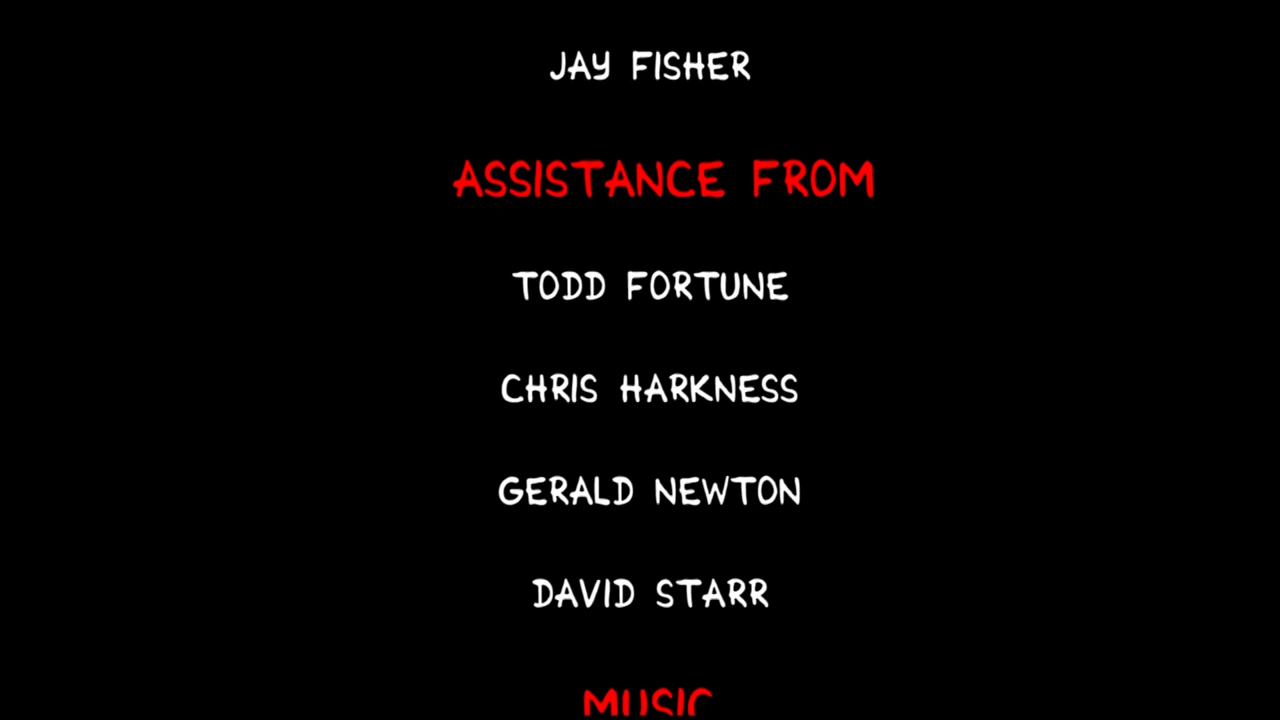 JAY FISHER
ASSISTANCE FROM
TODD FORTUNE
CHRIS HARKNESS
GERALD NEWTON
DAVID STARR
MUSIC